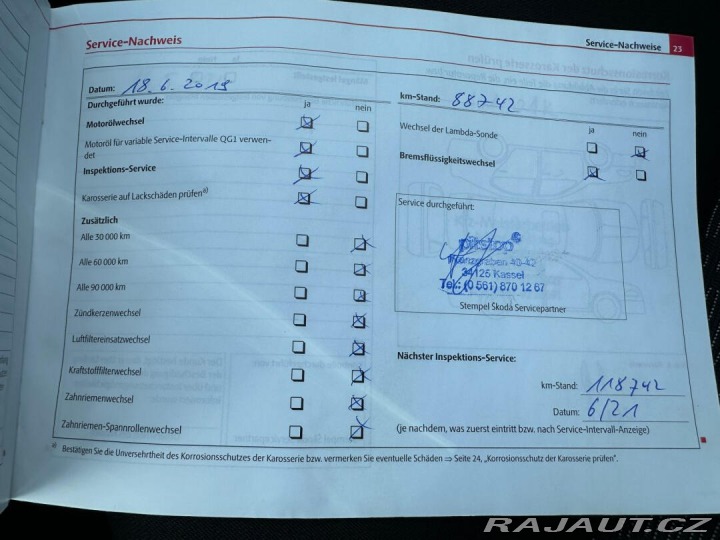 Service-Nachweis
Service-Nachweise 23
Datum: 18.6.2019
Durchgeführt wurde: ja nein
Motorölwechsel
Motoröl für variable Service-Intervalle QG1 verwen-
det
Inspektions-Service
Karosserie auf Lackschäden prüfen a)
Zusätzlich
Alle 30 000 km
Alle 60 000 km
Alle 90 000 km
Zündkerzenwechsel
Luftfiltereinsatzwechsel
Kraftstofffilterwechsel
Zahnriemenwechsel
Zahnriemen-Spannrollenwechsel
km-Stand: 88742
ja nein
Wechsel der Lambda-Sonde
Bremsflüssigkeitswechsel
Service durchgeführt:
pitstop
40-42
34125 Kassel
Tel.: (0 561) 870 12 67
Stempel Škoda Servicepartner
Nächster Inspektions-Service:
km-Stand: 118742
Datum: 6/21
(je nachdem, was zuerst eintritt bzw. nach Service-Intervall-Anzeige)
a) Bestätigen Sie die Unversehrtheit des Korrosionsschutzes der Karosserie bzw. vermerken Sie eventuelle Schäden ⇒ Seite 24, „Korrosionsschutz der Karosserie prüfen“.
RAJAUT.CZ